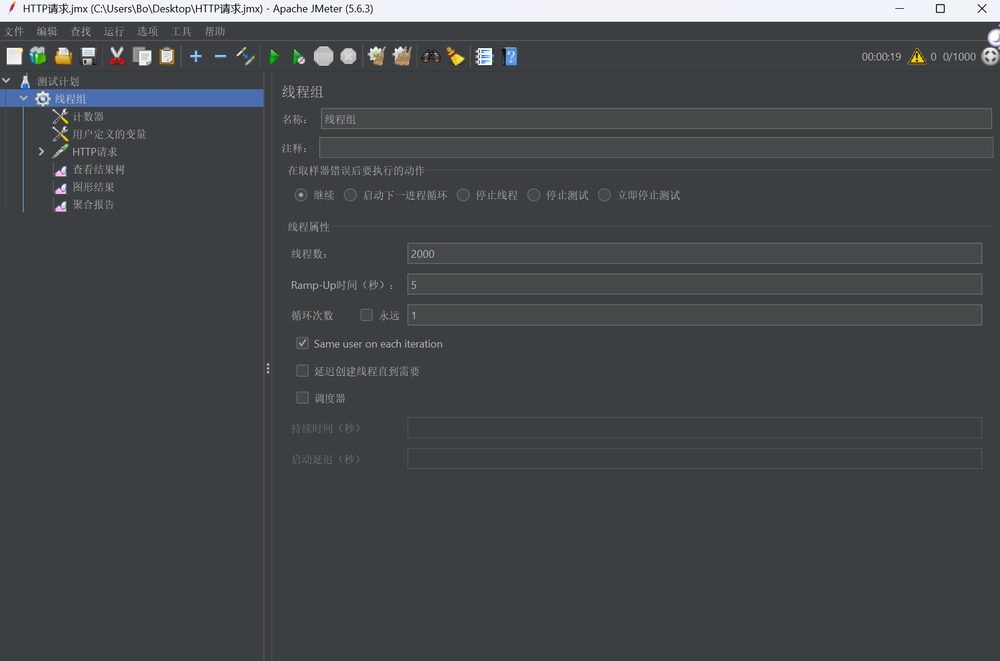 HTTP请求.jmx (C:\Users\Bo\Desktop\HTTP请求.jmx) - Apache JMeter (5.6.3)
文件 编辑 查找 运行 选项 工具 帮助
STOP ? 00:00:19 0 0/1000
测试计划
线程组
计数器
用户定义的变量
HTTP请求
查看结果树
图形结果
聚合报告
线程组
名称： 线程组
注释：
在取样器错误后要执行的动作
继续 启动下一进程循环 停止线程 停止测试 立即停止测试
线程属性
线程数： 2000
Ramp-Up时间（秒）： 5
循环次数 永远 1
Same user on each iteration
延迟创建线程直到需要
调度器
持续时间（秒）
启动延迟（秒）